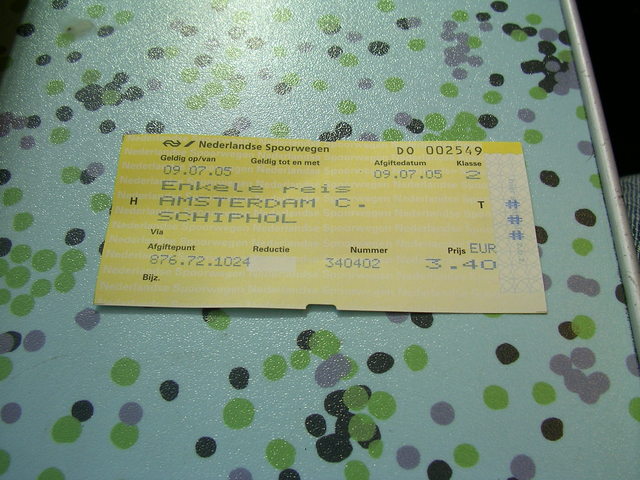 Nederlandse Spoorwegen DO 002549
Geldig op/van Geldig tot en met Afgiftedatum Klasse
09.07.05 09.07.05 2
Enkele reis
H AMSTERDAM C. T
SCHIPHOL
Via
Afgiftepunt Reductie Nummer Prijs EUR
876.72.1024 340402 3.40
Bijz.
#
#
#